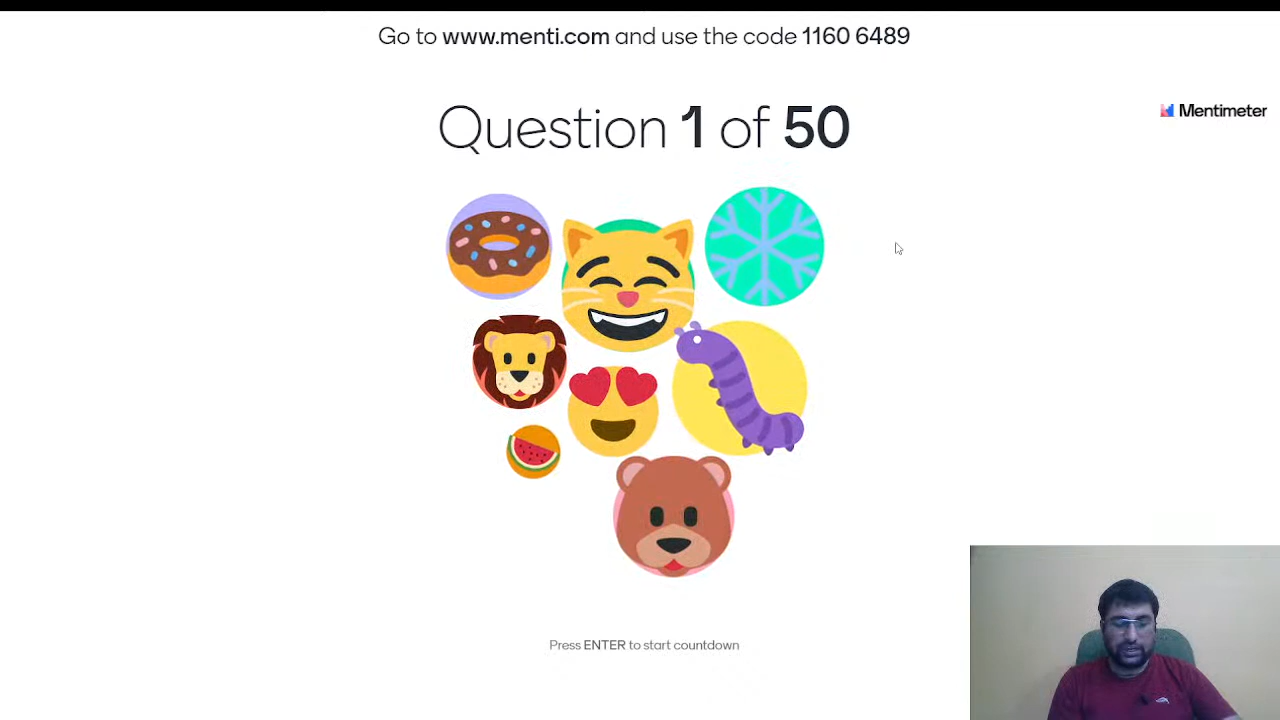 Go to www.menti.com and use the code 1160 6489
Mentimeter
Question 1 of 50
Press ENTER to start countdown